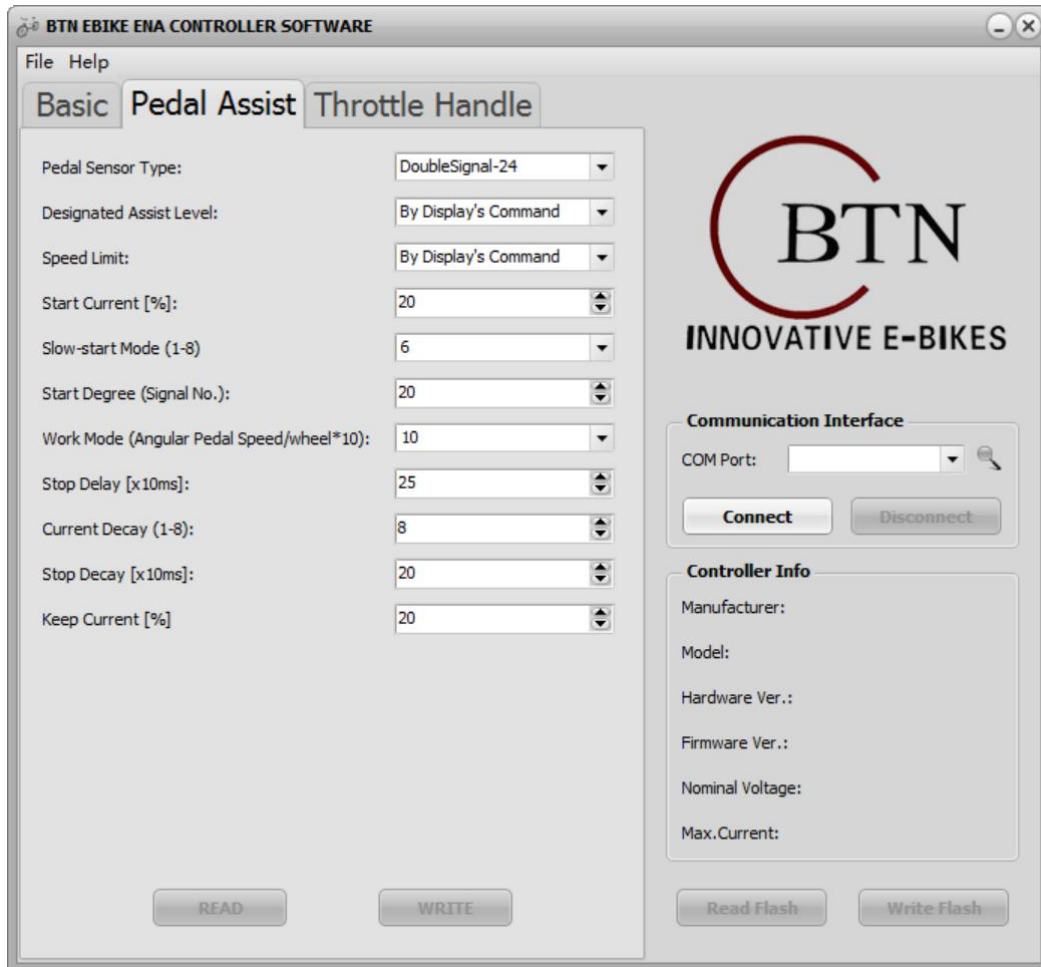 BTN EBIKE ENA CONTROLLER SOFTWARE
File Help
Basic Pedal Assist Throttle Handle
Pedal Sensor Type: DoubleSignal-24
Designated Assist Level: By Display's Command
Speed Limit: By Display's Command
Start Current [%]: 20
Slow-start Mode (1-8) 6
Start Degree (Signal No.): 20
Work Mode (Angular Pedal Speed/wheel*10): 10
Stop Delay [x10ms]: 25
Current Decay (1-8): 8
Stop Decay [x10ms]: 20
Keep Current [%] 20
READ WRITE
BTN
INNOVATIVE E-BIKES
Communication Interface
COM Port:
Connect Disconnect
Controller Info
Manufacturer:
Model:
Hardware Ver.:
Firmware Ver.:
Nominal Voltage:
Max.Current:
Read Flash Write Flash